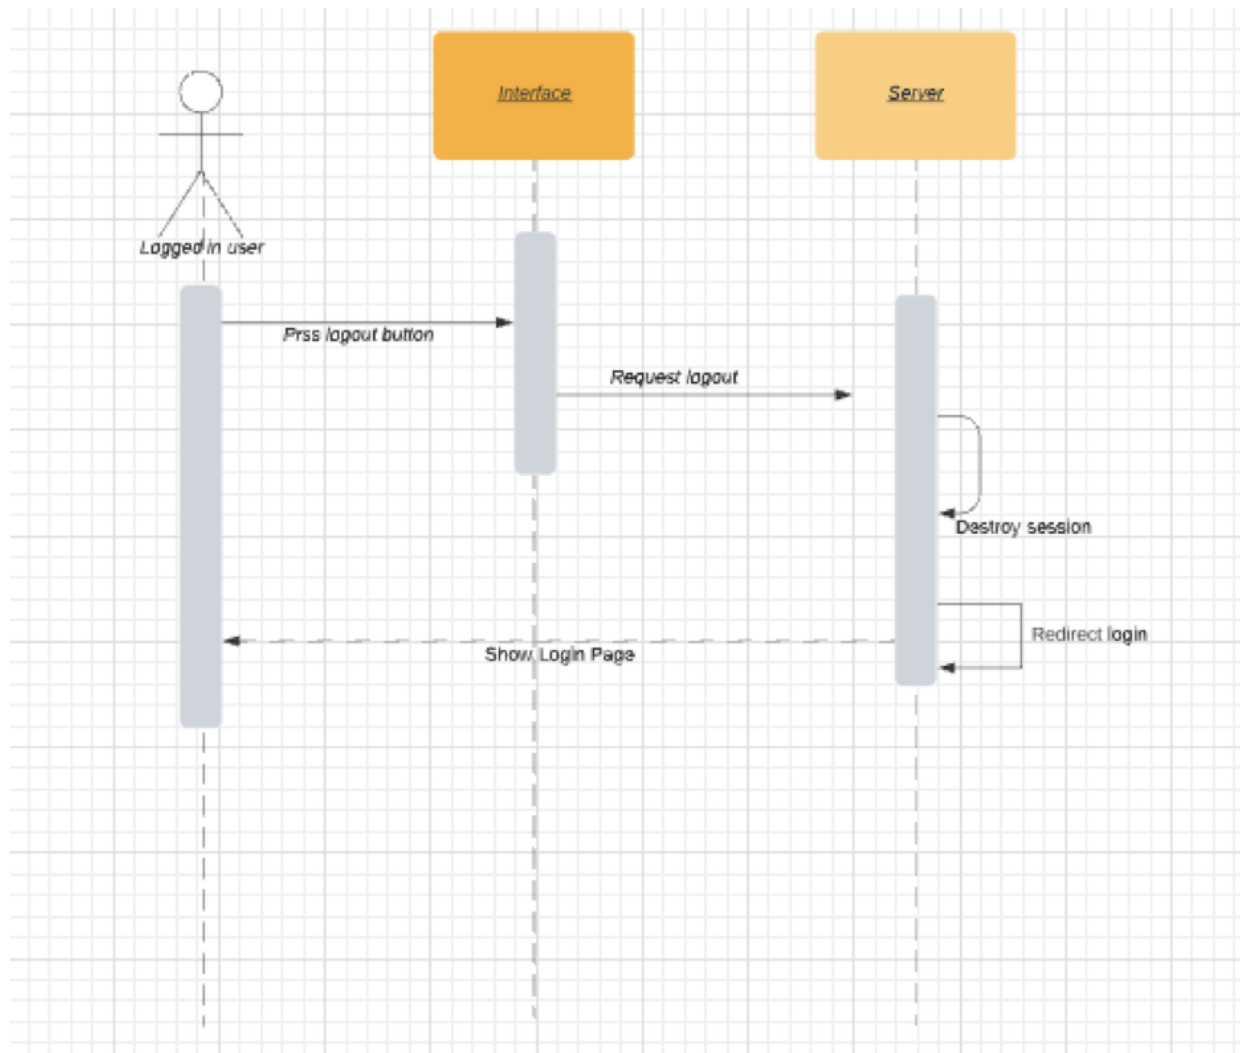 Interface
Server
Logged in user
Prss logout button
Request logout
Destroy session
Redirect login
Show Login Page